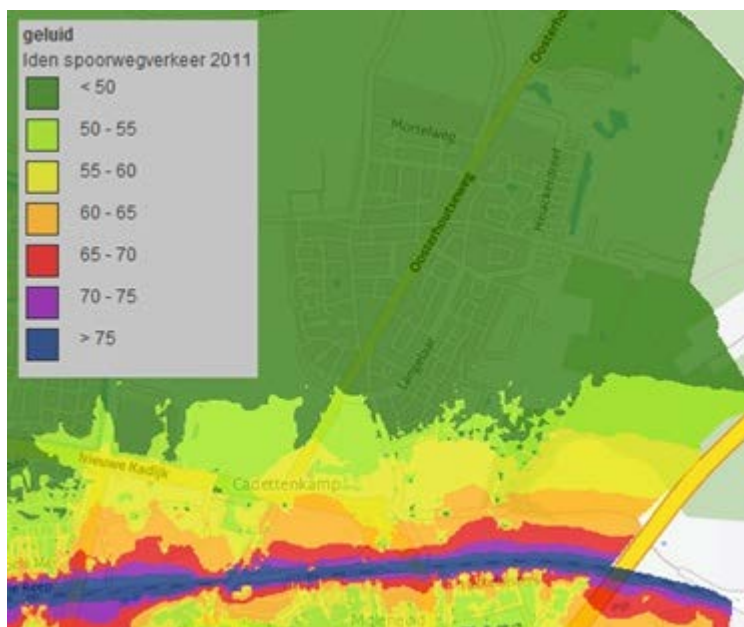 geluid
lden spoorwegverkeer 2011
< 50
50 - 55
55 - 60
60 - 65
65 - 70
70 - 75
> 75
Mortelweg
Oosterhoutseweg
Nieuwe Kadijk
Cadettenkamp